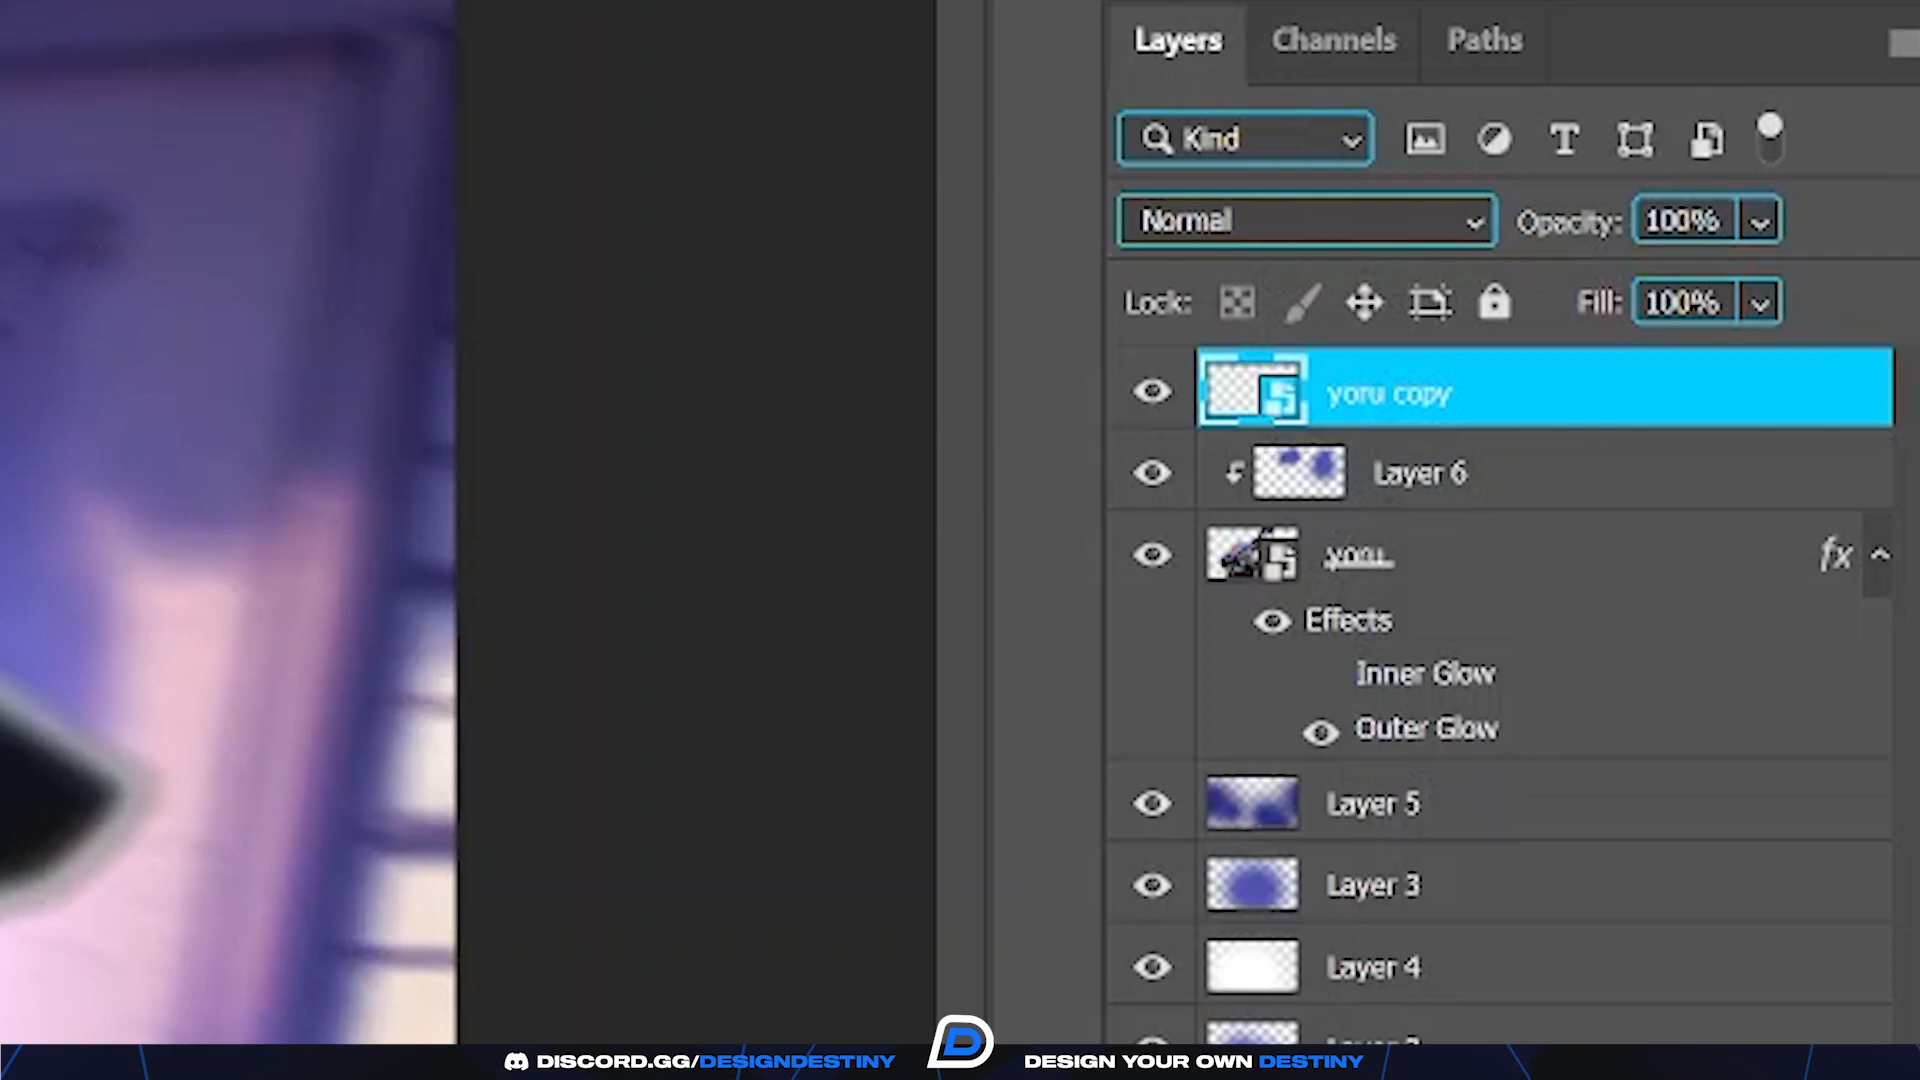 Layers Channels Paths
Kind
Normal Opacity: 100%
Lock: Fill: 100%
yoru copy
Layer 6
yoru
fx
Effects
Inner Glow
Outer Glow
Layer 5
Layer 3
Layer 4
DISCORD.GG/DESIGNDESTINY D DESIGN YOUR OWN DESTINY